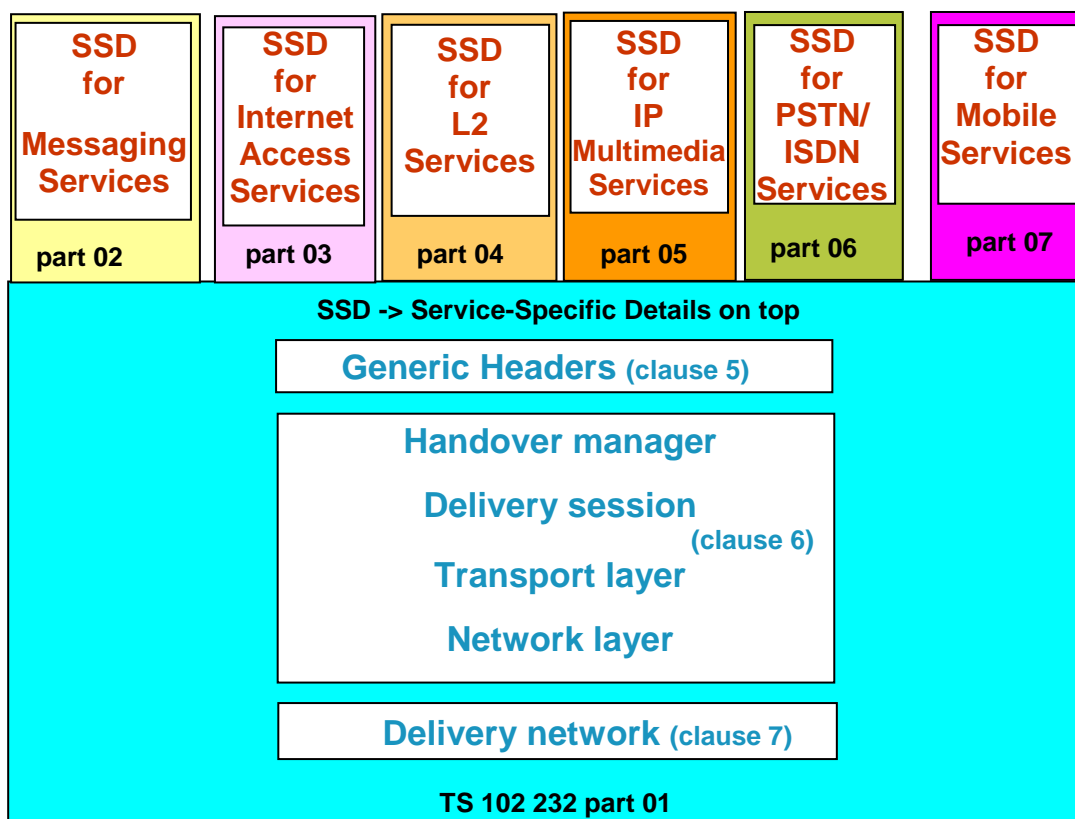 SSD
for
Messaging
Services
part 02
SSD
for
Internet
Access
Services
part 03
SSD
for
L2
Services
part 04
SSD
for
IP
Multimedia
Services
part 05
SSD
for
PSTN/
ISDN
Services
part 06
SSD
for
Mobile
Services
part 07
SSD -> Service-Specific Details on top
Generic Headers (clause 5)
Handover manager
Delivery session
(clause 6)
Transport layer
Network layer
Delivery network (clause 7)
TS 102 232 part 01